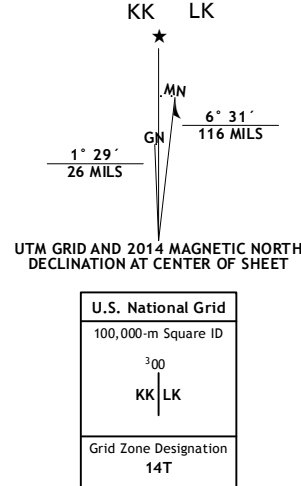 KK LK
★
MN
GN
6° 31´
116 MILS
1° 29´
26 MILS
UTM GRID AND 2014 MAGNETIC NORTH
DECLINATION AT CENTER OF SHEET
U.S. National Grid
100,000-m Square ID
³00
KK LK
Grid Zone Designation
14T